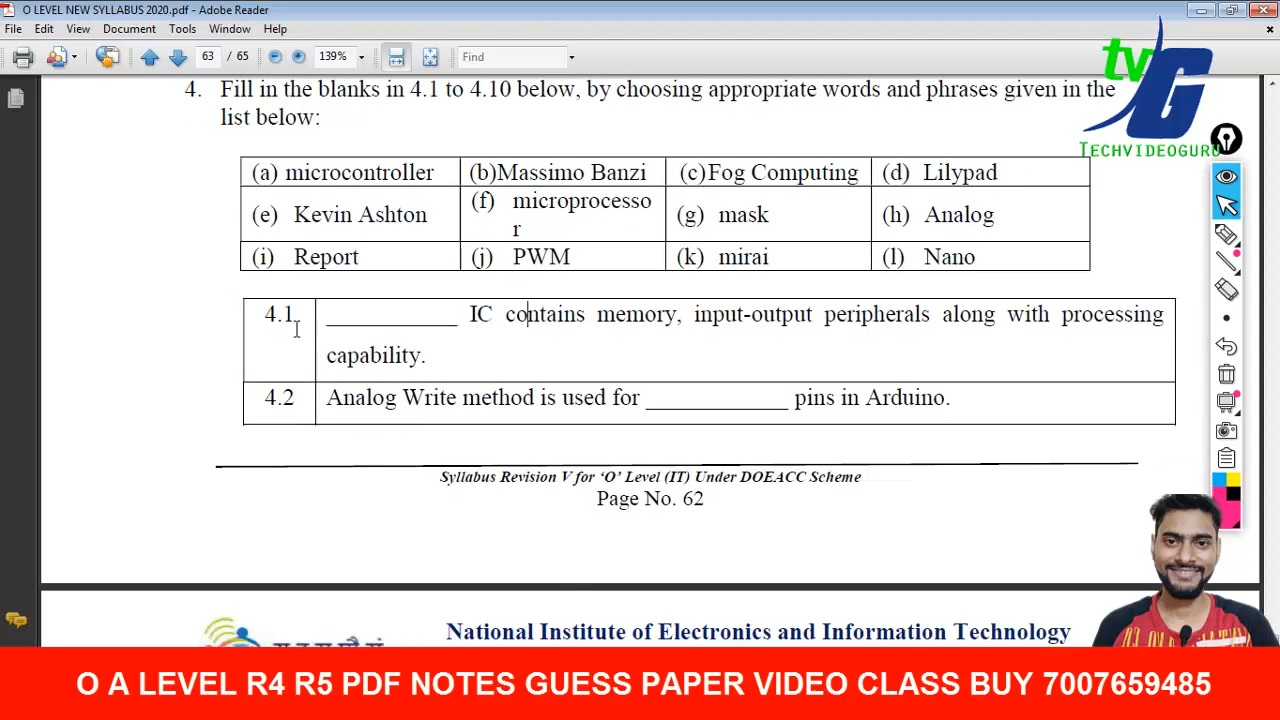 O LEVEL NEW SYLLABUS 2020.pdf - Adobe Reader
File Edit View Document Tools Window Help
63 / 65 139% Find
tvG
TECHVIDEOGURU
4. Fill in the blanks in 4.1 to 4.10 below, by choosing appropriate words and phrases given in the
list below:
(a) microcontroller (b)Massimo Banzi (c)Fog Computing (d) Lilypad
(e) Kevin Ashton (f) microprocesso
r (g) mask (h) Analog
(i) Report (j) PWM (k) mirai (l) Nano
4.1 ____________ IC contains memory, input-output peripherals along with processing
capability.
4.2 Analog Write method is used for _____________ pins in Arduino.
Syllabus Revision V for ‘O’ Level (IT) Under DOEACC Scheme
Page No. 62
National Institute of Electronics and Information Technology
O A LEVEL R4 R5 PDF NOTES GUESS PAPER VIDEO CLASS BUY 7007659485